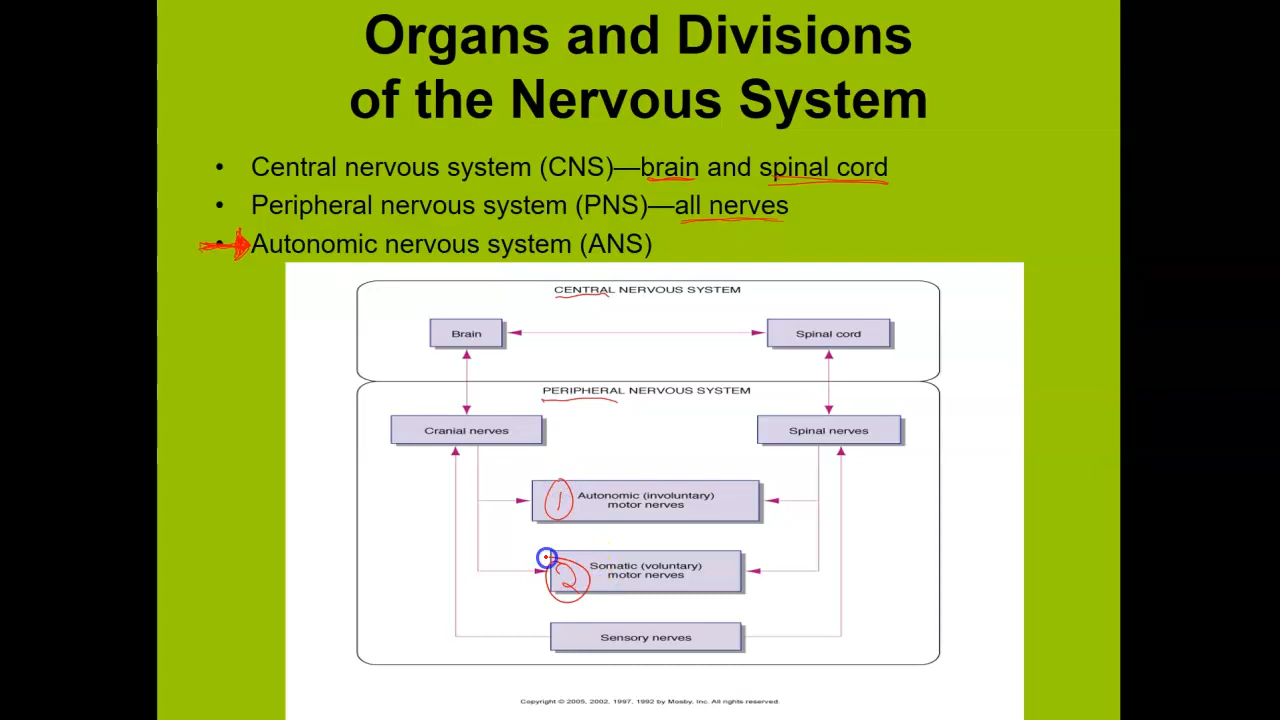 Organs and Divisions
of the Nervous System
• Central nervous system (CNS)—brain and spinal cord
• Peripheral nervous system (PNS)—all nerves
• Autonomic nervous system (ANS)
CENTRAL NERVOUS SYSTEM
Brain
Spinal cord
PERIPHERAL NERVOUS SYSTEM
Cranial nerves
Spinal nerves
1
Autonomic (involuntary)
motor nerves
2
Somatic (voluntary)
motor nerves
Sensory nerves
Copyright © 2005, 2002, 1997, 1992 by Mosby, Inc. All rights reserved.